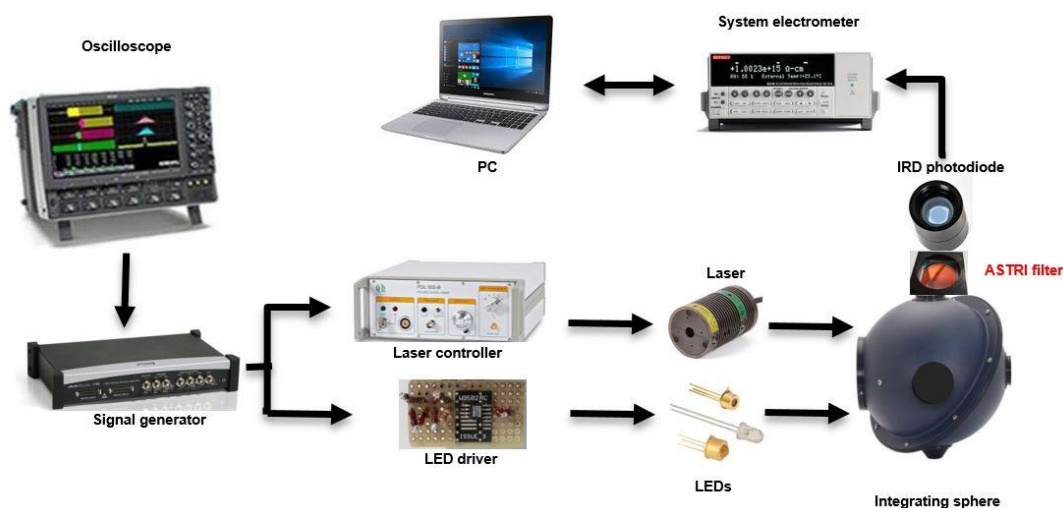 System electrometer
Oscilloscope
+1.0023e+15 Ω-cm
PC
IRD photodiode
ASTRI filter
Laser
Laser controller
Signal generator
LED driver
LEDs
Integrating sphere